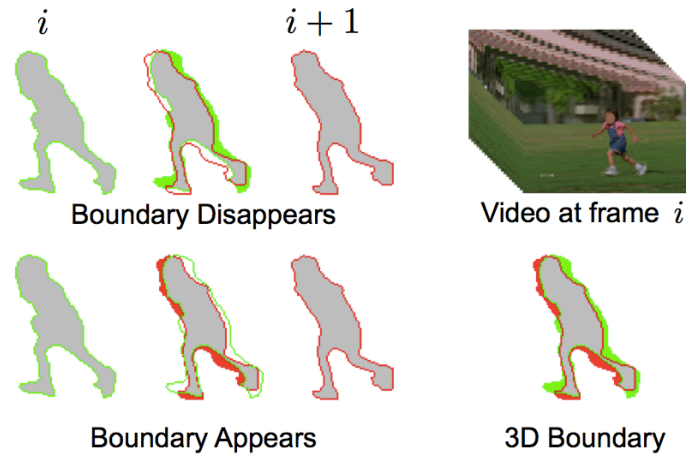 i
i + 1
Boundary Disappears
Video at frame i
Boundary Appears
3D Boundary